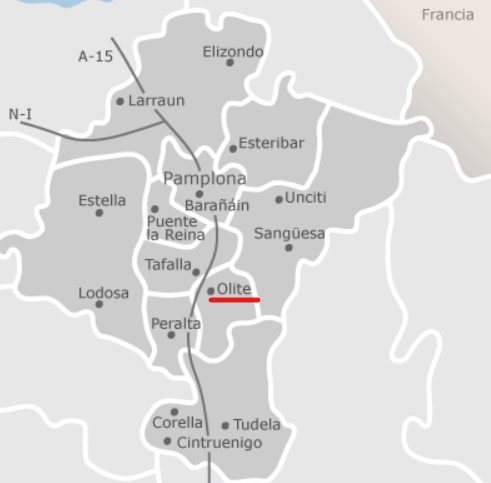 Francia
Elizondo
A-15
Larraun
N-I
Esteribar
Pamplona
Estella
Unciti
Barañáin
Puente
la Reina
Sangüesa
Tafalla
Olite
Lodosa
Peralta
Corella
Tudela
Cintruenigo